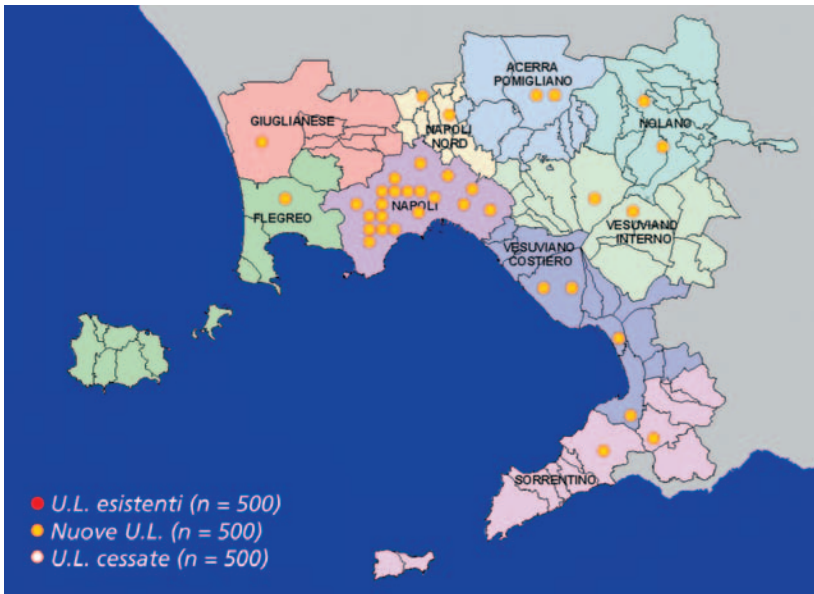 ACERRA
POMIGLIANO
GIUGLIANESE
NAPOLI
NORD
NOLANO
FLEGREO
NAPOLI
VESUVIANO
INTERNO
VESUVIANO
COSTIERO
SORRENTINO
U.L. esistenti (n = 500)
Nuove U.L. (n = 500)
U.L. cessate (n = 500)